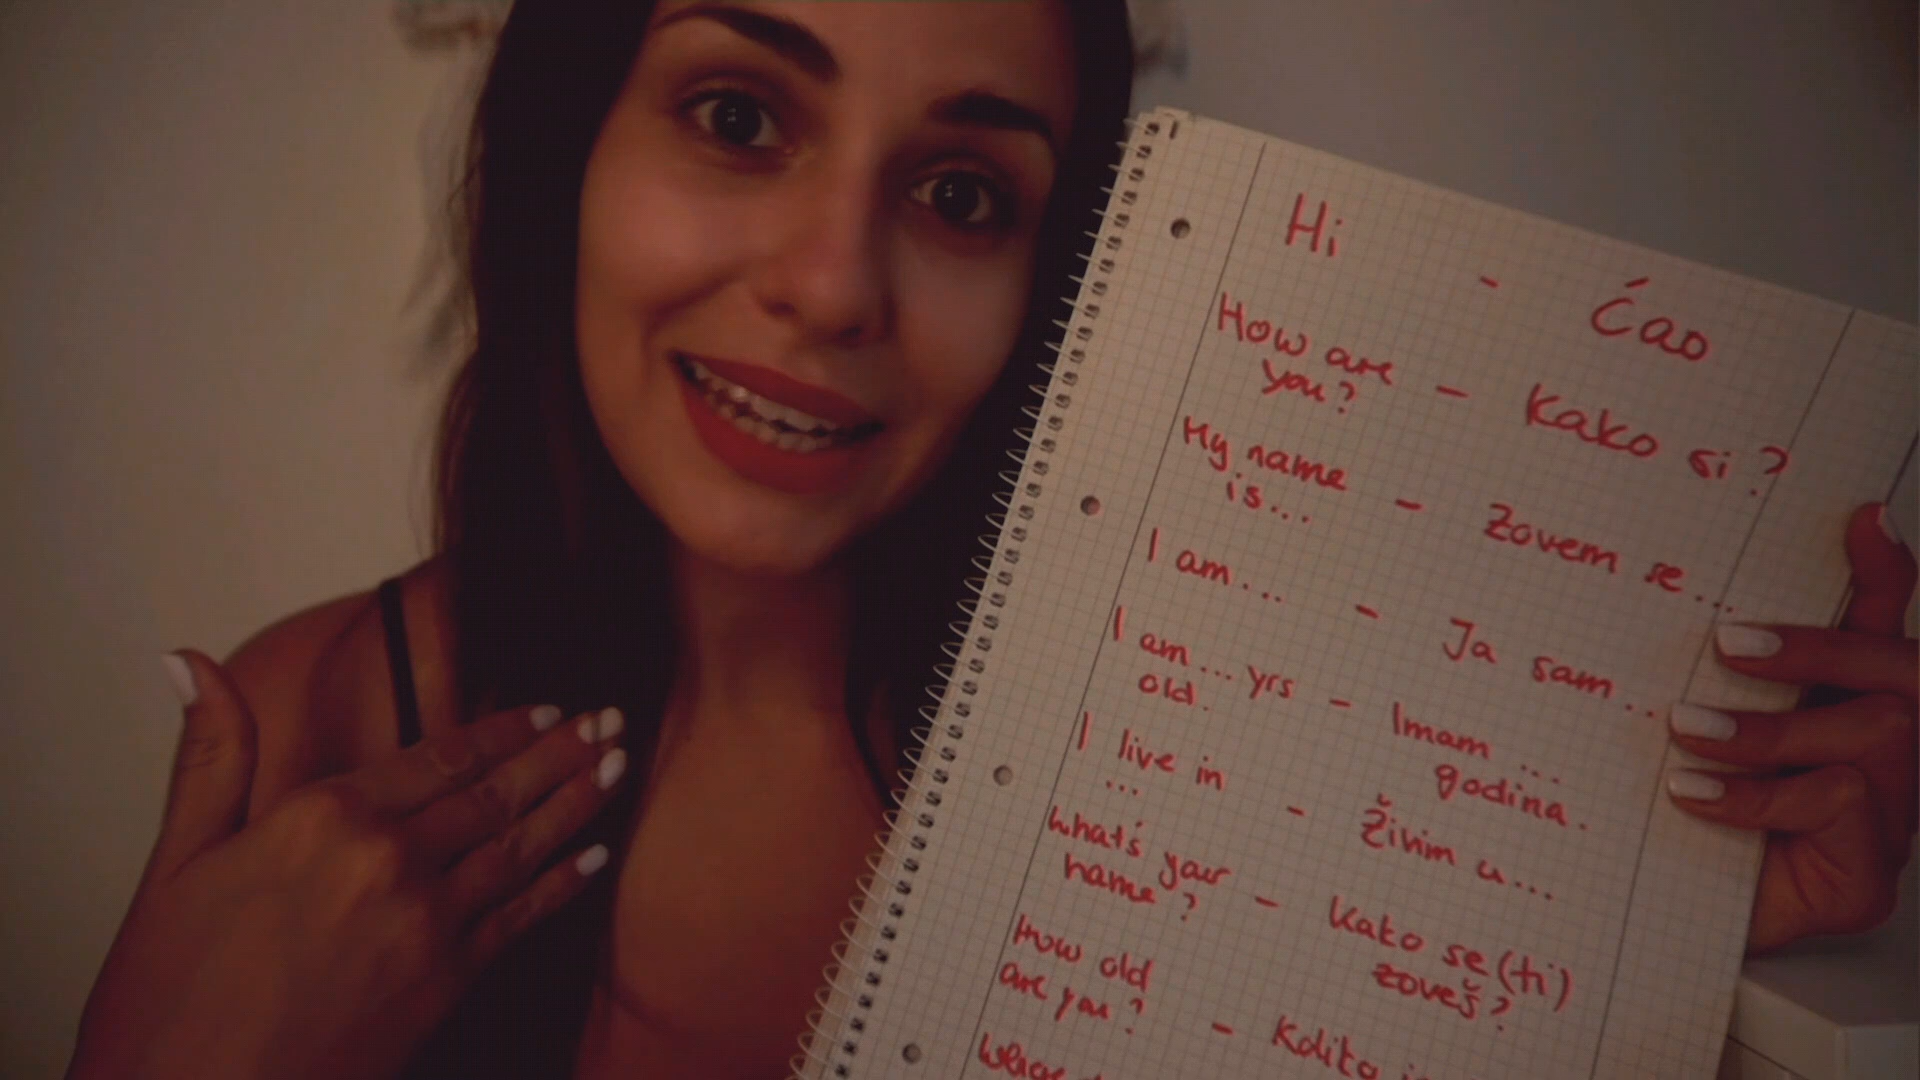 Hi - Ćao
How are - Kako si?
you?
My name - Zovem se...
is...
I am... - Ja sam...
I am... yrs - Imam ...
old. godina.
I live in - Živim u...
...
What's your - Kako se (ti)
name? zoveš?
How old - Koliko
are you?